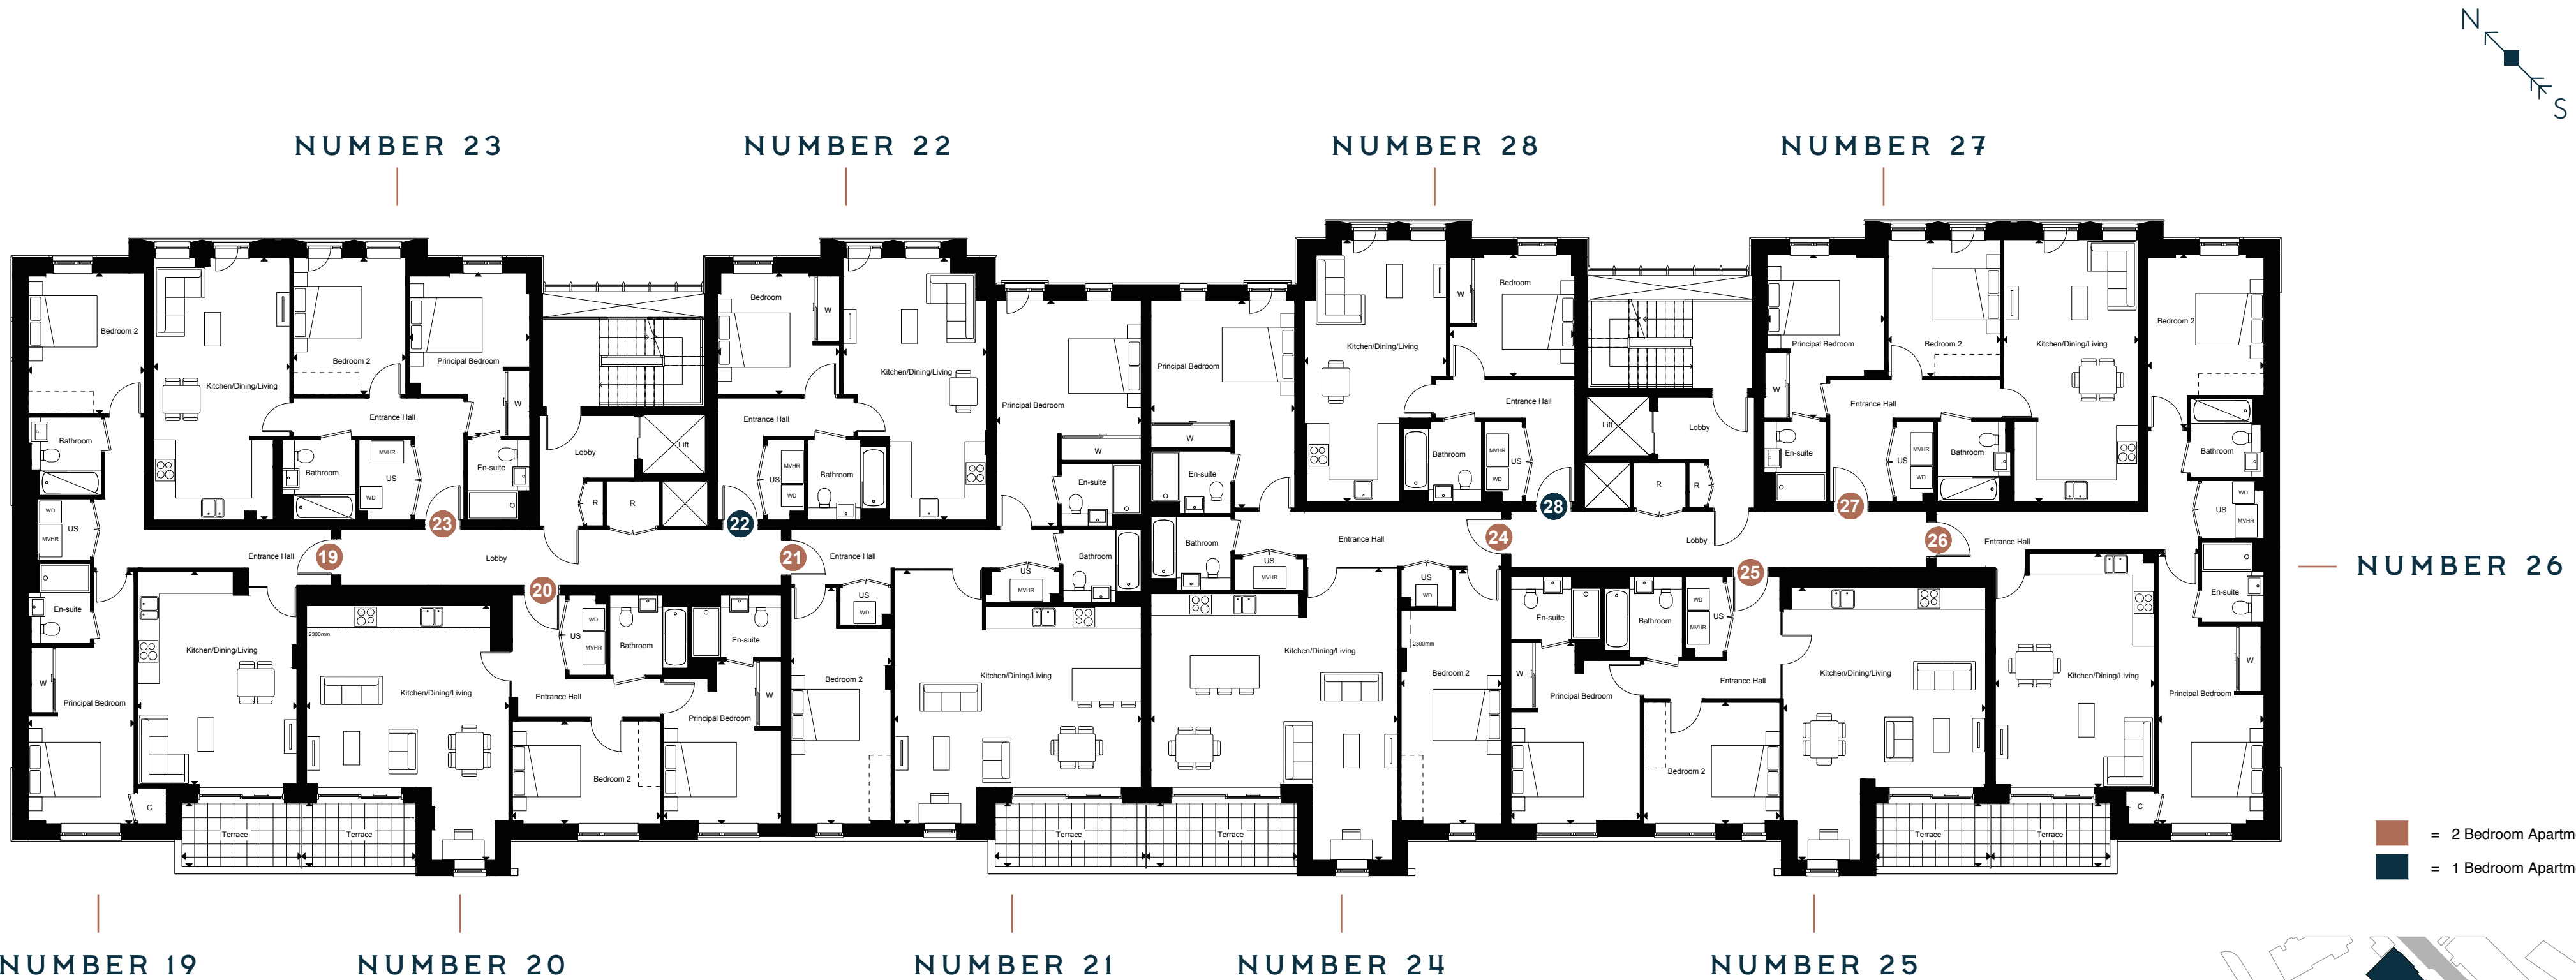 N
S
NUMBER 23
NUMBER 22
NUMBER 28
NUMBER 27
Bedroom 2
Kitchen/Dining/Living
Bedroom 2
Principal Bedroom
W
Entrance Hall
Bathroom
Bathroom
MVHR
US
WD
En-suite
23
WD
US
MVHR
Entrance Hall
19
Lobby
Lobby
Lift
R
R
Bedroom
W
Kitchen/Dining/Living
Entrance Hall
MVHR
US
WD
Bathroom
22
Principal Bedroom
W
En-suite
21
Entrance Hall
Bathroom
US
MVHR
US
WD
Principal Bedroom
W
En-suite
Bathroom
US
MVHR
Entrance Hall
Kitchen/Dining/Living
W
Bedroom
Entrance Hall
Bathroom
MVHR
US
WD
28
24
US
WD
Lift
Lobby
R
R
Lobby
Principal Bedroom
W
Bedroom 2
Entrance Hall
En-suite
US
MVHR
WD
Bathroom
Kitchen/Dining/Living
27
26
25
Entrance Hall
Bedroom 2
Bathroom
WD
US
MVHR
En-suite
NUMBER 26
En-suite
W
Principal Bedroom
C
Kitchen/Dining/Living
Terrace
20
2300mm
Kitchen/Dining/Living
Terrace
US
WD
MVHR
Bathroom
En-suite
Entrance Hall
W
Principal Bedroom
Bedroom 2
Bedroom 2
Kitchen/Dining/Living
Terrace
Kitchen/Dining/Living
Terrace
2300mm
Bedroom 2
En-suite
Bathroom
WD
US
MVHR
W
Principal Bedroom
Entrance Hall
Bedroom 2
Kitchen/Dining/Living
Terrace
Kitchen/Dining/Living
Terrace
W
Principal Bedroom
C
= 2 Bedroom Apartm
= 1 Bedroom Apartm
NUMBER 19
NUMBER 20
NUMBER 21
NUMBER 24
NUMBER 25